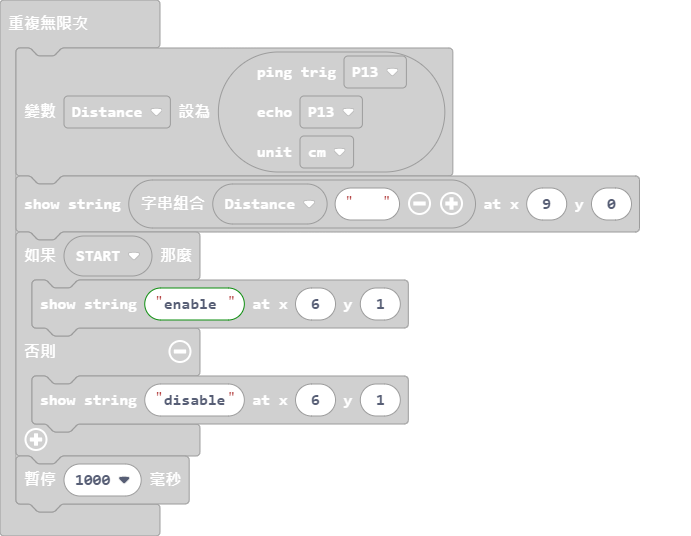 重複無限次
ping trig P13
變數 Distance 設為 echo P13
unit cm
show string 字串組合 Distance "   " at x 9 y 0
如果 START 那麼
show string "enable " at x 6 y 1
否則
show string "disable" at x 6 y 1
暫停 1000 毫秒